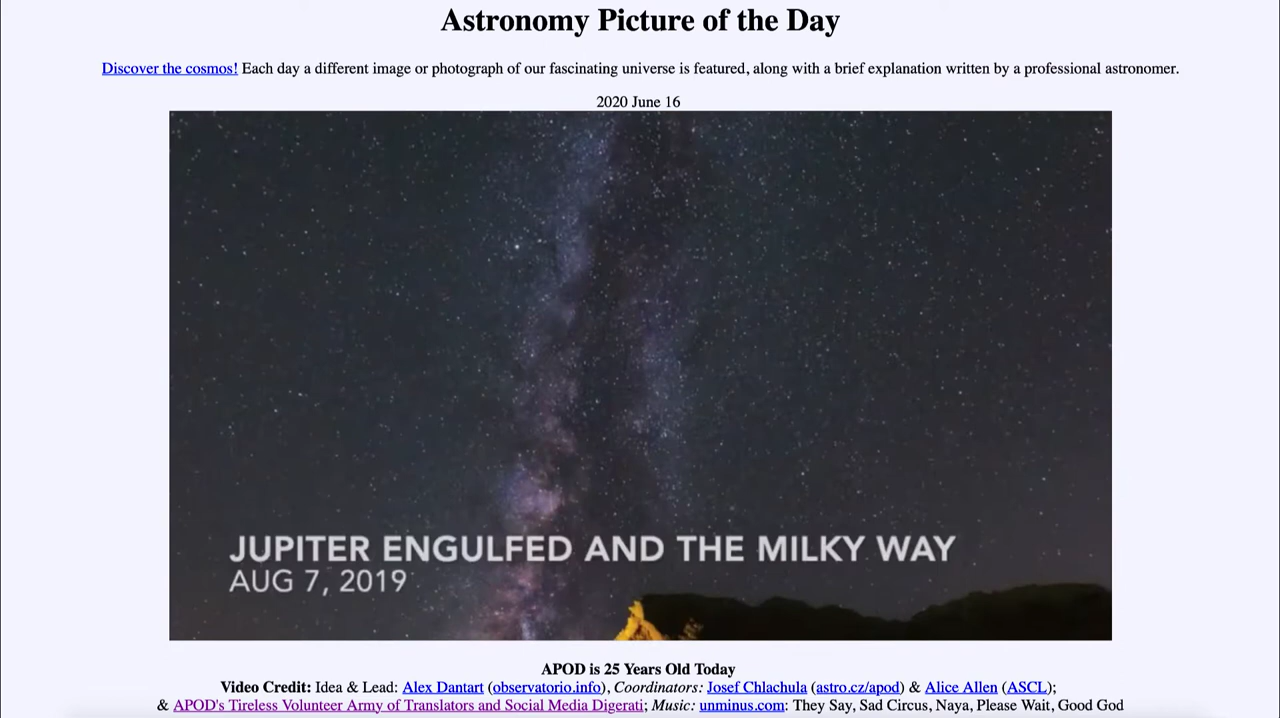 Astronomy Picture of the Day
Discover the cosmos! Each day a different image or photograph of our fascinating universe is featured, along with a brief explanation written by a professional astronomer.
2020 June 16
JUPITER ENGULFED AND THE MILKY WAY
AUG 7, 2019
APOD is 25 Years Old Today
Video Credit: Idea & Lead: Alex Dantart (observatorio.info), Coordinators: Josef Chlachula (astro.cz/apod) & Alice Allen (ASCL);
& APOD's Tireless Volunteer Army of Translators and Social Media Digerati; Music: unminus.com: They Say, Sad Circus, Naya, Please Wait, Good God